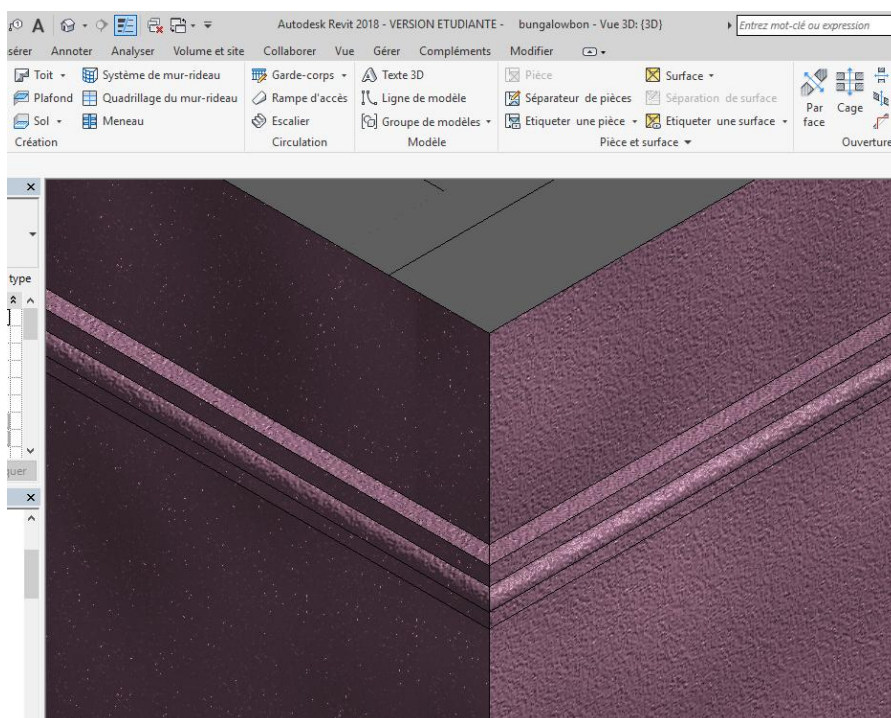 Autodesk Revit 2018 - VERSION ETUDIANTE - bungalowbon - Vue 3D: {3D}
Entrez mot-clé ou expression
sérer Annoter Analyser Volume et site Collaborer Vue Gérer Compléments Modifier
Toit Système de mur-rideau Garde-corps Texte 3D Pièce Surface
Plafond Quadrillage du mur-rideau Rampe d'accès Ligne de modèle Séparateur de pièces Séparation de surface
Sol Meneau Escalier Groupe de modèles Etiqueter une pièce Etiqueter une surface
Par face Cage
Création Circulation Modèle Pièce et surface Ouverture
type
quer